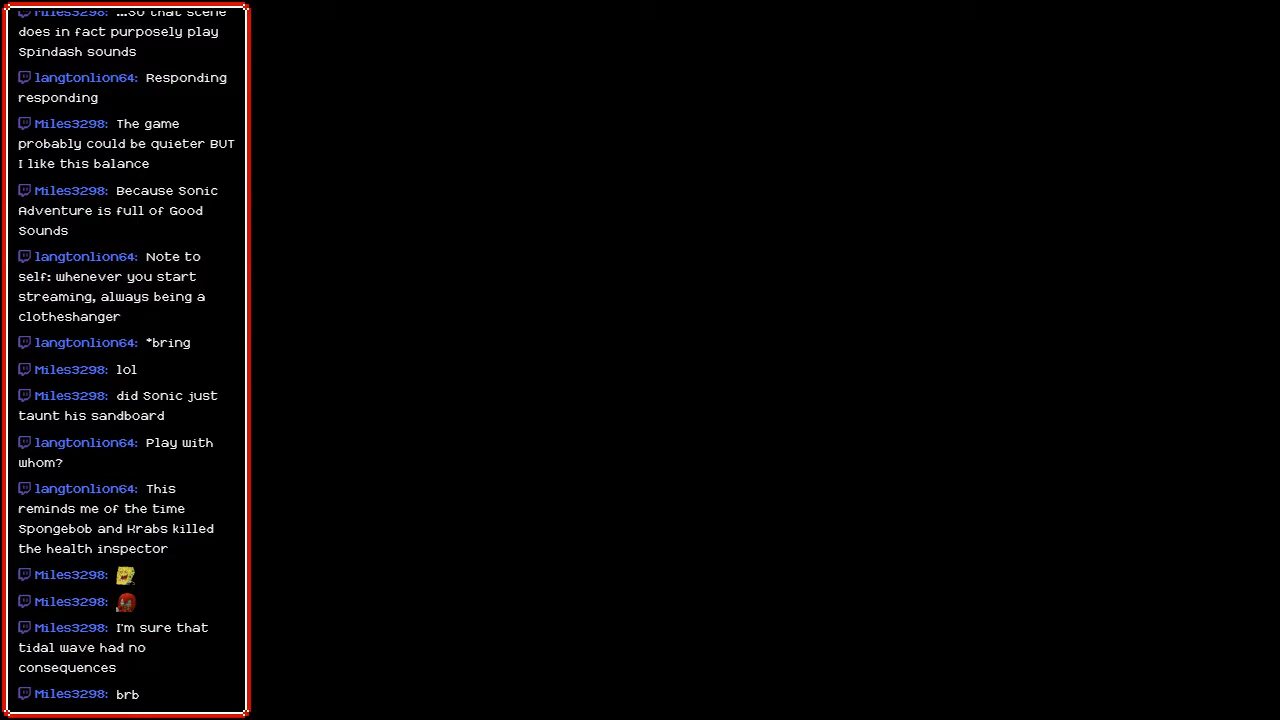 Miles3298: ...So that scene
does in fact purposely play
Spindash sounds
langtonlion64: Responding
responding
Miles3298: The game
probably could be quieter BUT
I like this balance
Miles3298: Because Sonic
Adventure is full of Good
Sounds
langtonlion64: Note to
self: whenever you start
streaming, always being a
clotheshanger
langtonlion64: *bring
Miles3298: lol
Miles3298: did Sonic just
taunt his sandboard
langtonlion64: Play with
whom?
langtonlion64: This
reminds me of the time
Spongebob and Krabs killed
the health inspector
Miles3298:
Miles3298:
Miles3298: I'm sure that
tidal wave had no
consequences
Miles3298: brb